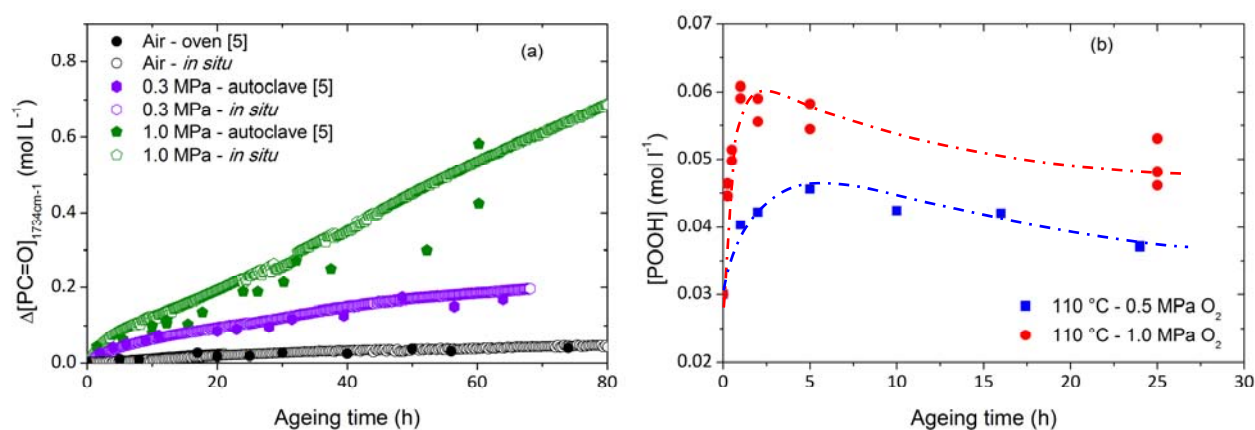 (a)
Air - oven [5]
Air - in situ
0.3 MPa - autoclave [5]
0.3 MPa - in situ
1.0 MPa - autoclave [5]
1.0 MPa - in situ
Δ[PC=O]1734cm-1 (mol L-1)
0.8
0.6
0.4
0.2
0.0
0 20 40 60 80
Ageing time (h)
(b)
[POOH] (mol l-1)
0.07
0.06
0.05
0.04
0.03
0.02
110 °C - 0.5 MPa O2
110 °C - 1.0 MPa O2
0 5 10 15 20 25 30
Ageing time (h)